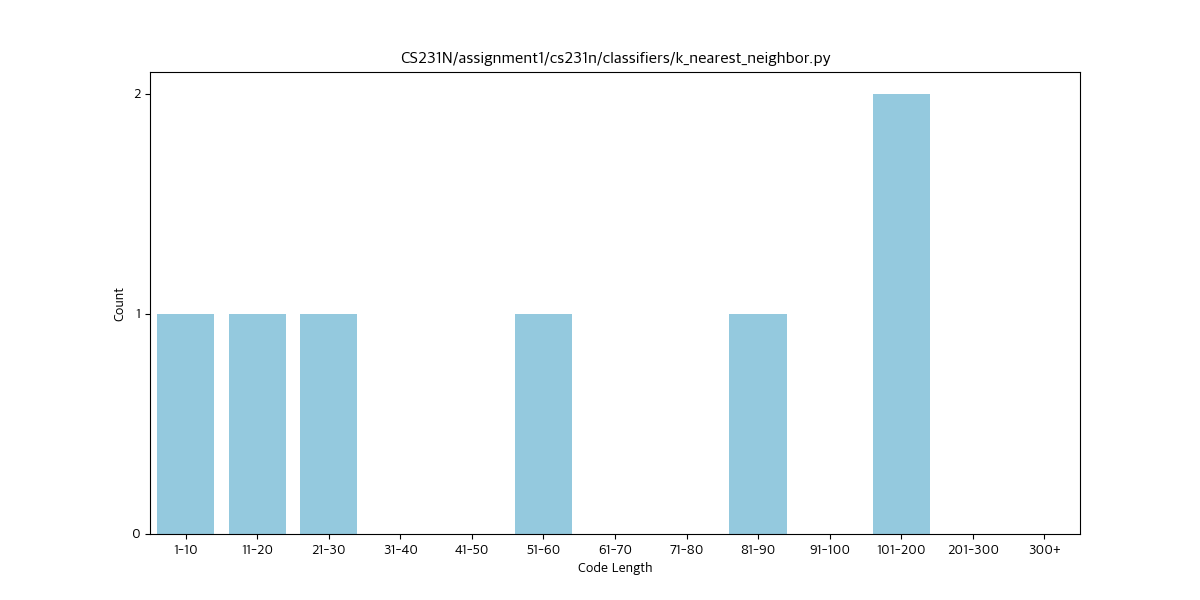 CS231N/assignment1/cs231n/classifiers/k_nearest_neighbor.py
Count
2
1
0
1-10 11-20 21-30 31-40 41-50 51-60 61-70 71-80 81-90 91-100 101-200 201-300 300+
Code Length